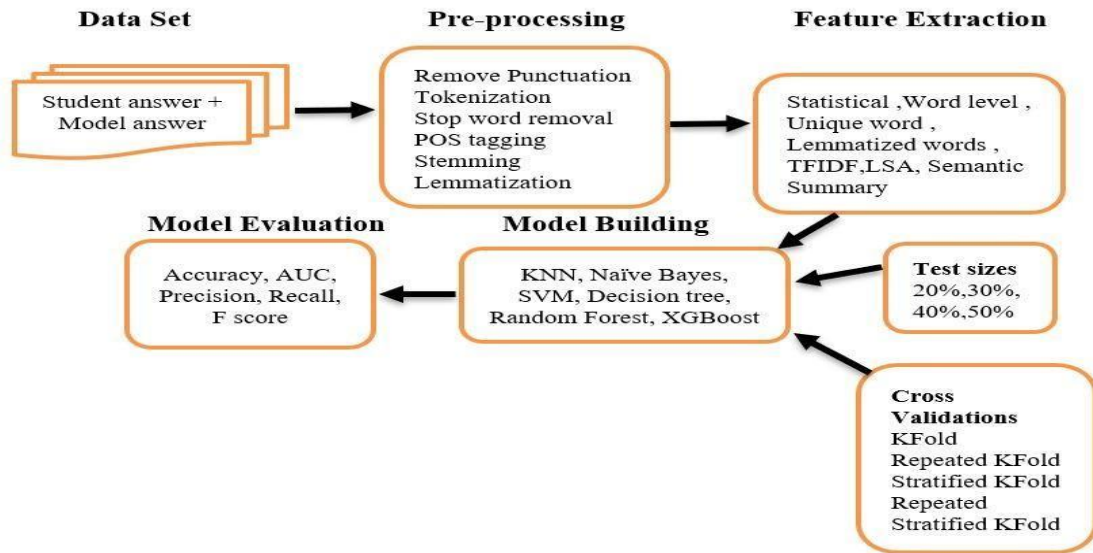 Data Set
Pre-processing
Feature Extraction
Student answer +
Model answer
Remove Punctuation
Tokenization
Stop word removal
POS tagging
Stemming
Lemmatization
Statistical ,Word level ,
Unique word ,
Lemmatized words ,
TFIDF,LSA, Semantic
Summary
Model Evaluation
Model Building
Accuracy, AUC,
Precision, Recall,
F score
KNN, Naïve Bayes,
SVM, Decision tree,
Random Forest, XGBoost
Test sizes
20%,30%,
40%,50%
Cross
Validations
KFold
Repeated KFold
Stratified KFold
Repeated
Stratified KFold